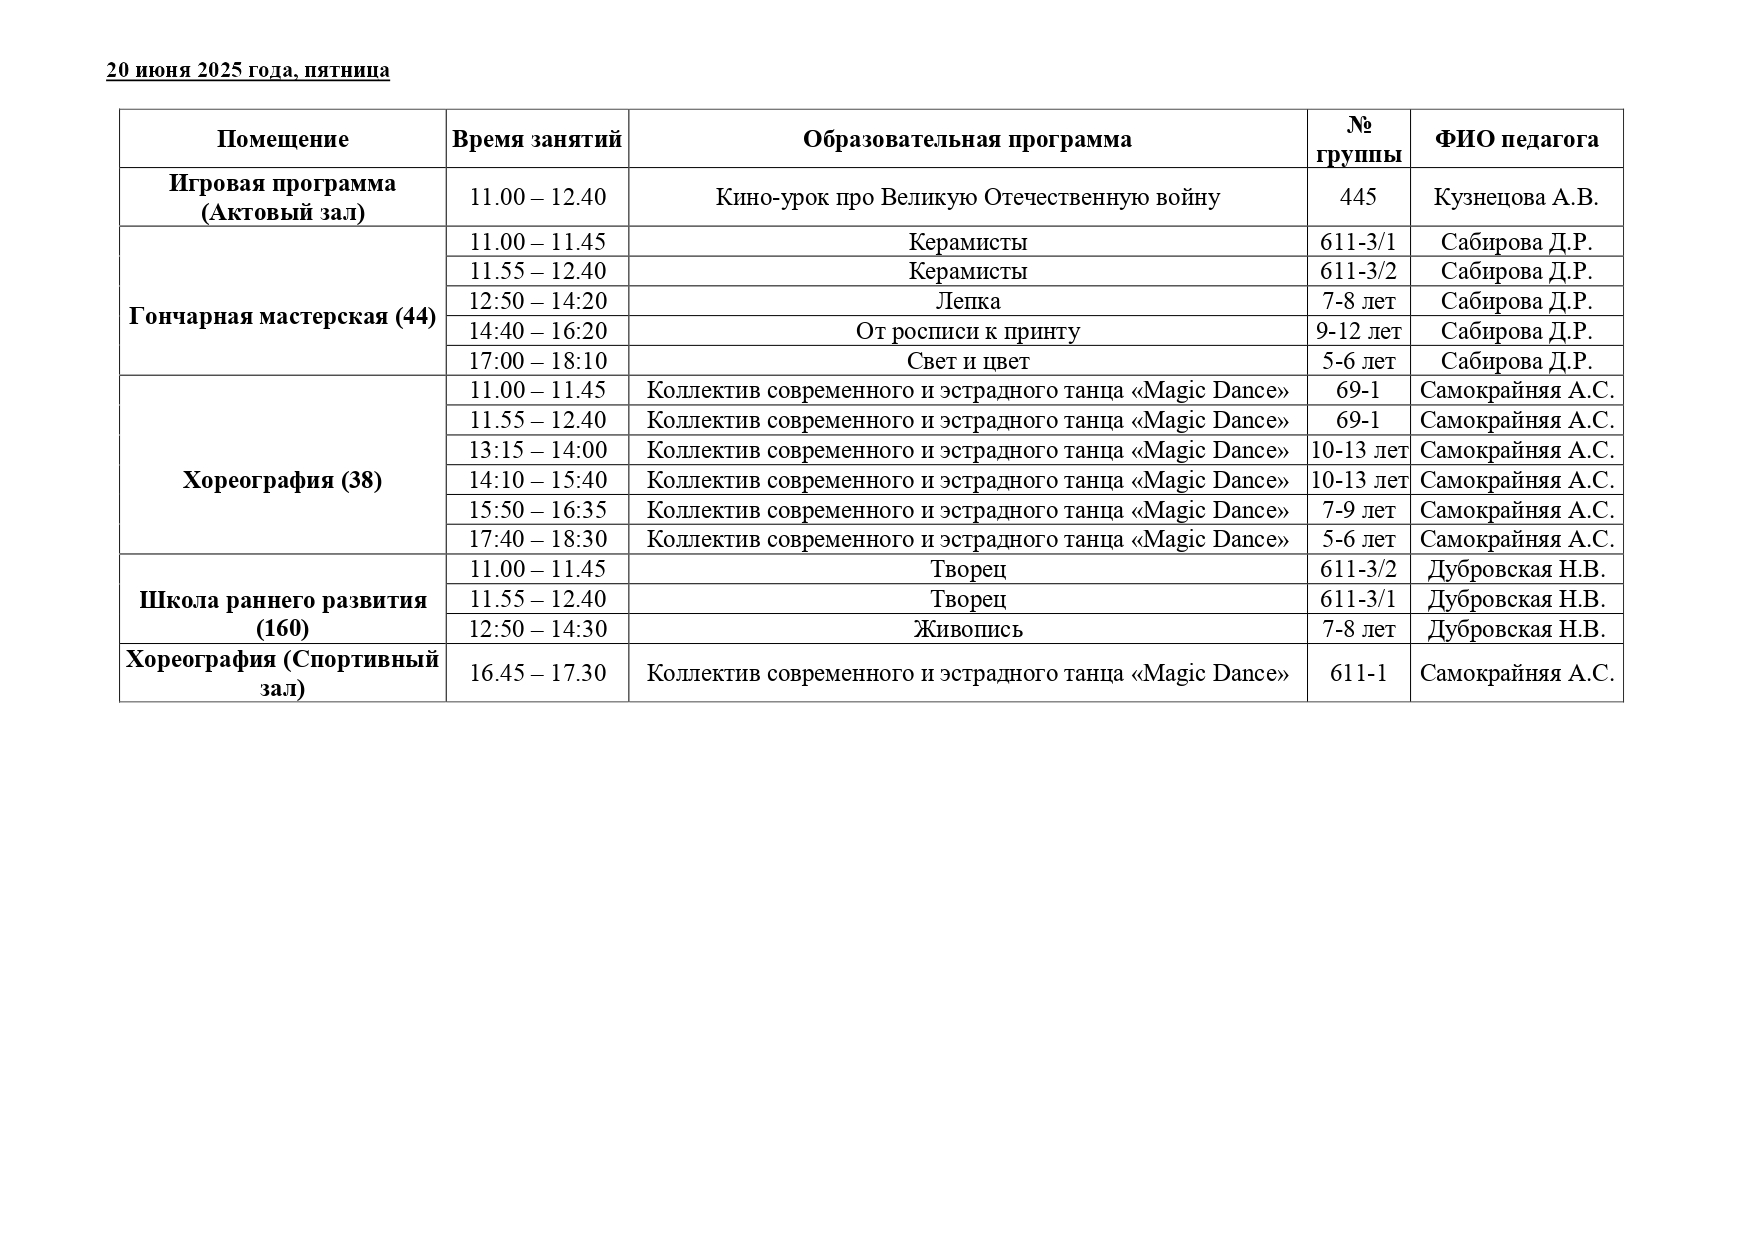 20 июня 2025 года, пятница
Помещение Время занятий Образовательная программа № группы ФИО педагога
Игровая программа (Актовый зал) 11.00 – 12.40 Кино-урок про Великую Отечественную войну 445 Кузнецова А.В.
Гончарная мастерская (44) 11.00 – 11.45 Керамисты 611-3/1 Сабирова Д.Р.
11.55 – 12.40 Керамисты 611-3/2 Сабирова Д.Р.
12:50 – 14:20 Лепка 7-8 лет Сабирова Д.Р.
14:40 – 16:20 От росписи к принту 9-12 лет Сабирова Д.Р.
17:00 – 18:10 Свет и цвет 5-6 лет Сабирова Д.Р.
Хореография (38) 11.00 – 11.45 Коллектив современного и эстрадного танца «Magic Dance» 69-1 Самокрайняя А.С.
11.55 – 12.40 Коллектив современного и эстрадного танца «Magic Dance» 69-1 Самокрайняя А.С.
13:15 – 14:00 Коллектив современного и эстрадного танца «Magic Dance» 10-13 лет Самокрайняя А.С.
14:10 – 15:40 Коллектив современного и эстрадного танца «Magic Dance» 10-13 лет Самокрайняя А.С.
15:50 – 16:35 Коллектив современного и эстрадного танца «Magic Dance» 7-9 лет Самокрайняя А.С.
17:40 – 18:30 Коллектив современного и эстрадного танца «Magic Dance» 5-6 лет Самокрайняя А.С.
Школа раннего развития (160) 11.00 – 11.45 Творец 611-3/2 Дубровская Н.В.
11.55 – 12.40 Творец 611-3/1 Дубровская Н.В.
12:50 – 14:30 Живопись 7-8 лет Дубровская Н.В.
Хореография (Спортивный зал) 16.45 – 17.30 Коллектив современного и эстрадного танца «Magic Dance» 611-1 Самокрайняя А.С.